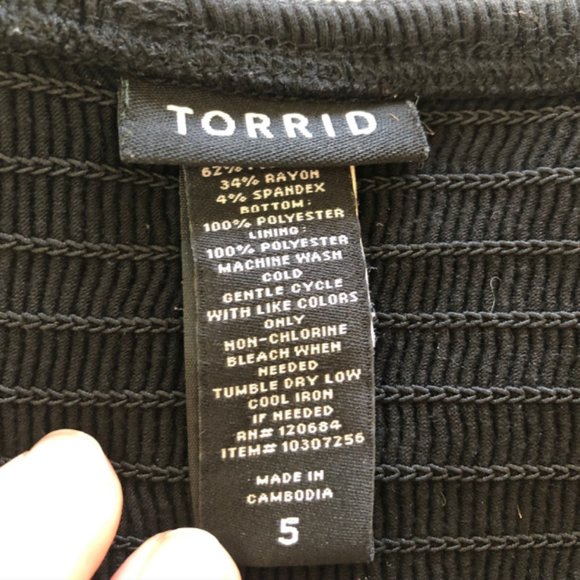 TORRID
62%
34% RAYON
4% SPANDEX
BOTTOM:
100% POLYESTER
LINING:
100% POLYESTER
MACHINE WASH
COLD
GENTLE CYCLE
WITH LIKE COLORS
ONLY
NON-CHLORINE
BLEACH WHEN
NEEDED
TUMBLE DRY LOW
COOL IRON
IF NEEDED
RN# 120684
ITEM# 10307256
MADE IN
CAMBODIA
5